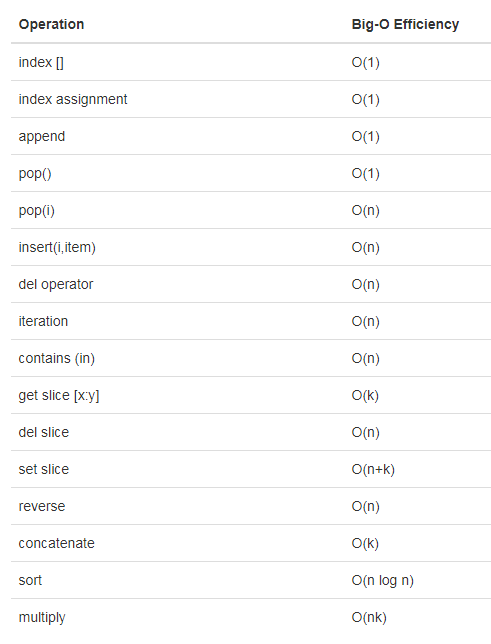 Operation Big-O Efficiency
index [] O(1)
index assignment O(1)
append O(1)
pop() O(1)
pop(i) O(n)
insert(i,item) O(n)
del operator O(n)
iteration O(n)
contains (in) O(n)
get slice [x:y] O(k)
del slice O(n)
set slice O(n+k)
reverse O(n)
concatenate O(k)
sort O(n log n)
multiply O(nk)